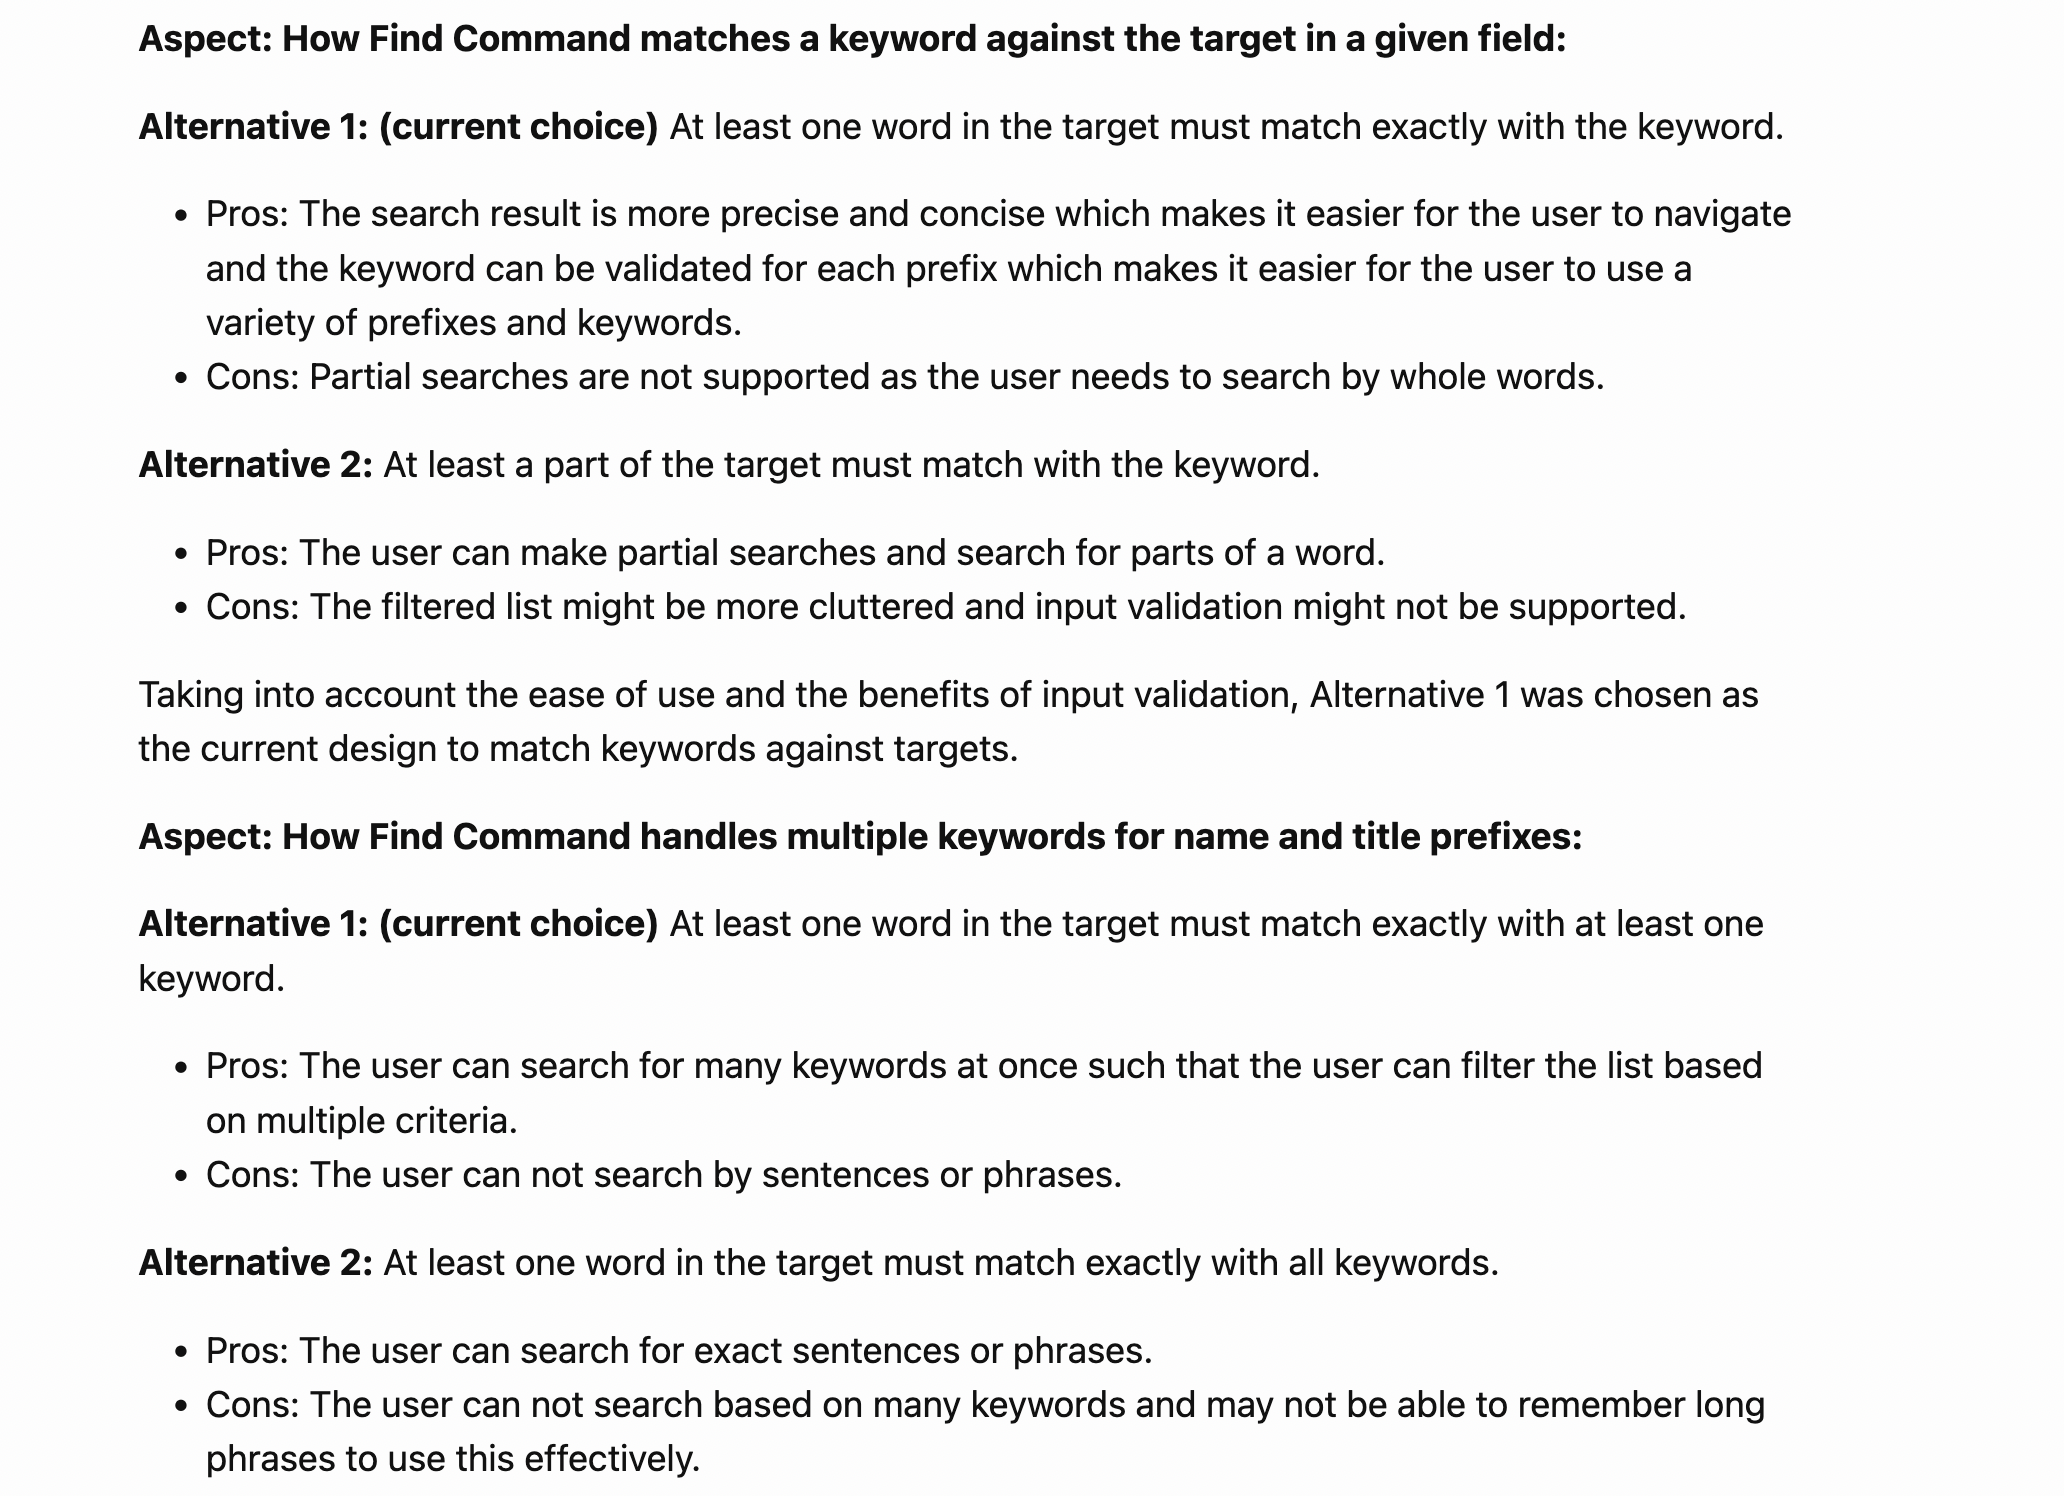 Aspect: How Find Command matches a keyword against the target in a given field:
Alternative 1: (current choice) At least one word in the target must match exactly with the keyword.
• Pros: The search result is more precise and concise which makes it easier for the user to navigate
and the keyword can be validated for each prefix which makes it easier for the user to use a
variety of prefixes and keywords.
• Cons: Partial searches are not supported as the user needs to search by whole words.
Alternative 2: At least a part of the target must match with the keyword.
• Pros: The user can make partial searches and search for parts of a word.
• Cons: The filtered list might be more cluttered and input validation might not be supported.
Taking into account the ease of use and the benefits of input validation, Alternative 1 was chosen as
the current design to match keywords against targets.
Aspect: How Find Command handles multiple keywords for name and title prefixes:
Alternative 1: (current choice) At least one word in the target must match exactly with at least one
keyword.
• Pros: The user can search for many keywords at once such that the user can filter the list based
on multiple criteria.
• Cons: The user can not search by sentences or phrases.
Alternative 2: At least one word in the target must match exactly with all keywords.
• Pros: The user can search for exact sentences or phrases.
• Cons: The user can not search based on many keywords and may not be able to remember long
phrases to use this effectively.